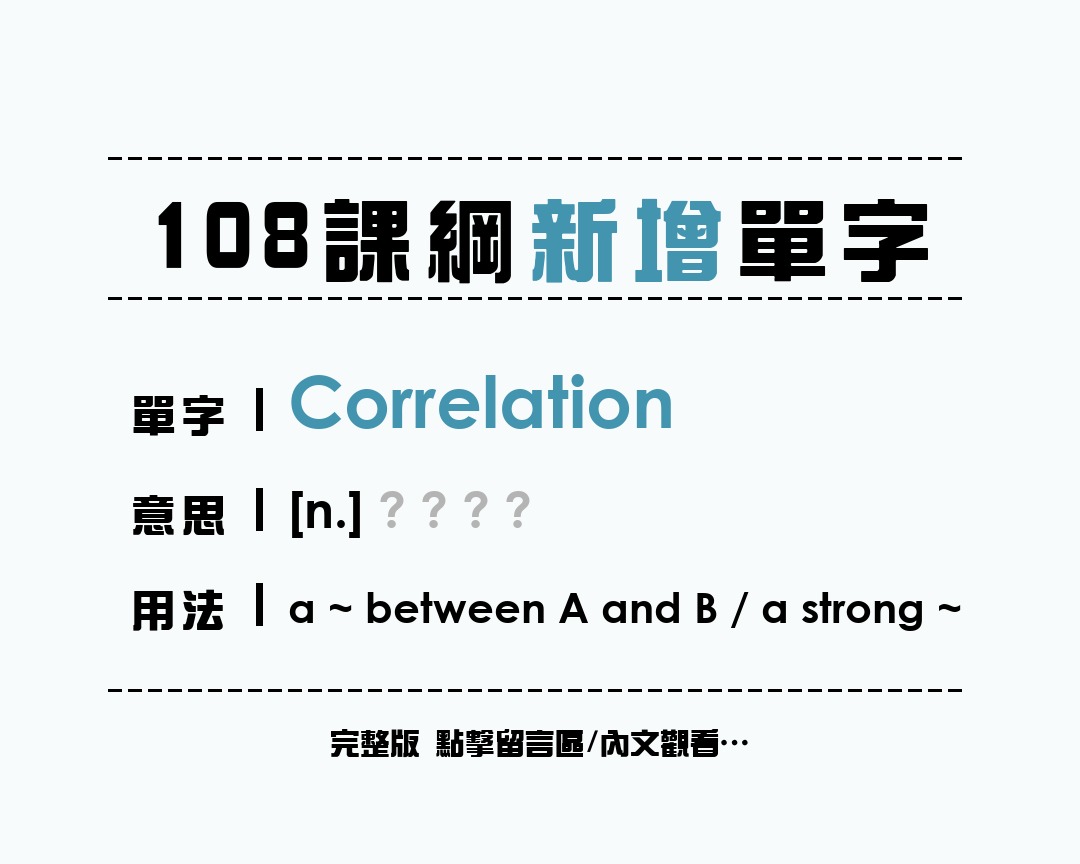 108課綱新增單字
單字 | Correlation
意思 | [n.] ????
用法 | a ~ between A and B / a strong ~
完整版 點擊留言區/內文觀看⋯